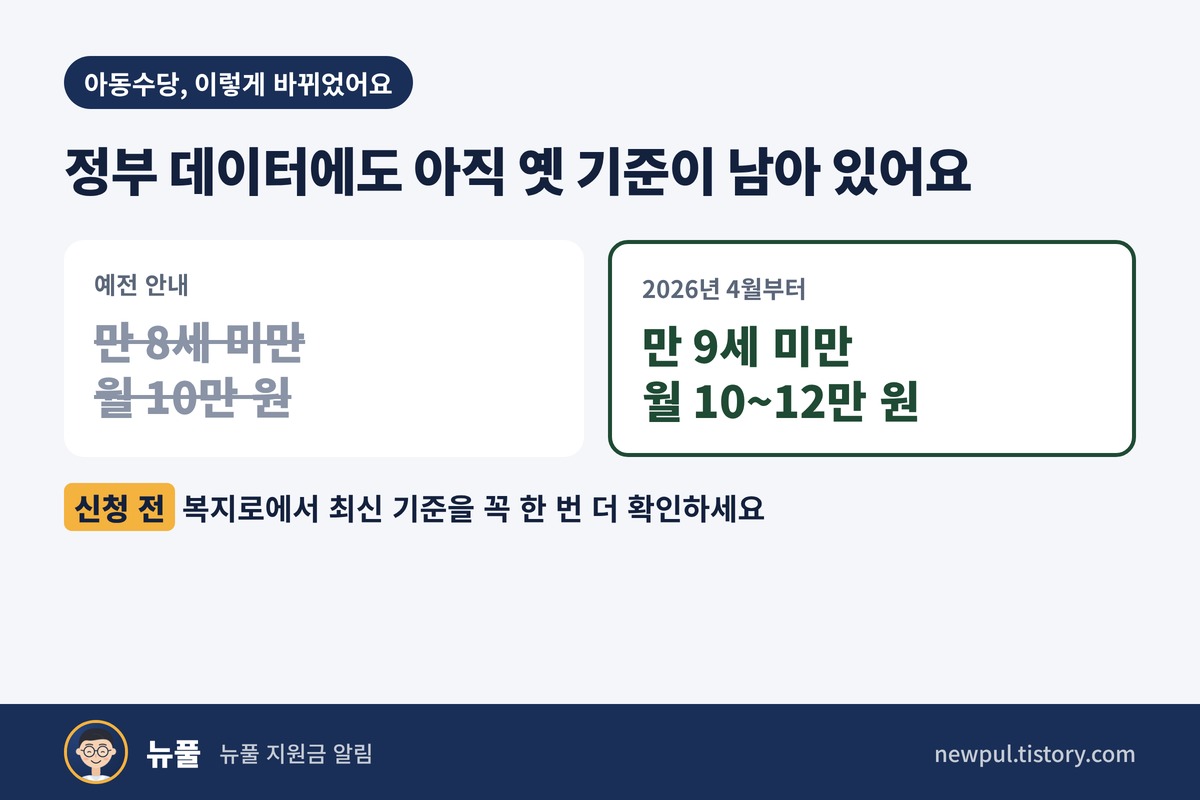 아동수당, 이렇게 바뀌었어요
정부 데이터에도 아직 옛 기준이 남아 있어요
예전 안내
만 8세 미만
월 10만 원
2026년 4월부터
만 9세 미만
월 10~12만 원
신청 전 복지로에서 최신 기준을 꼭 한 번 더 확인하세요
뉴풀 뉴풀 지원금 알림
newpul.tistory.com